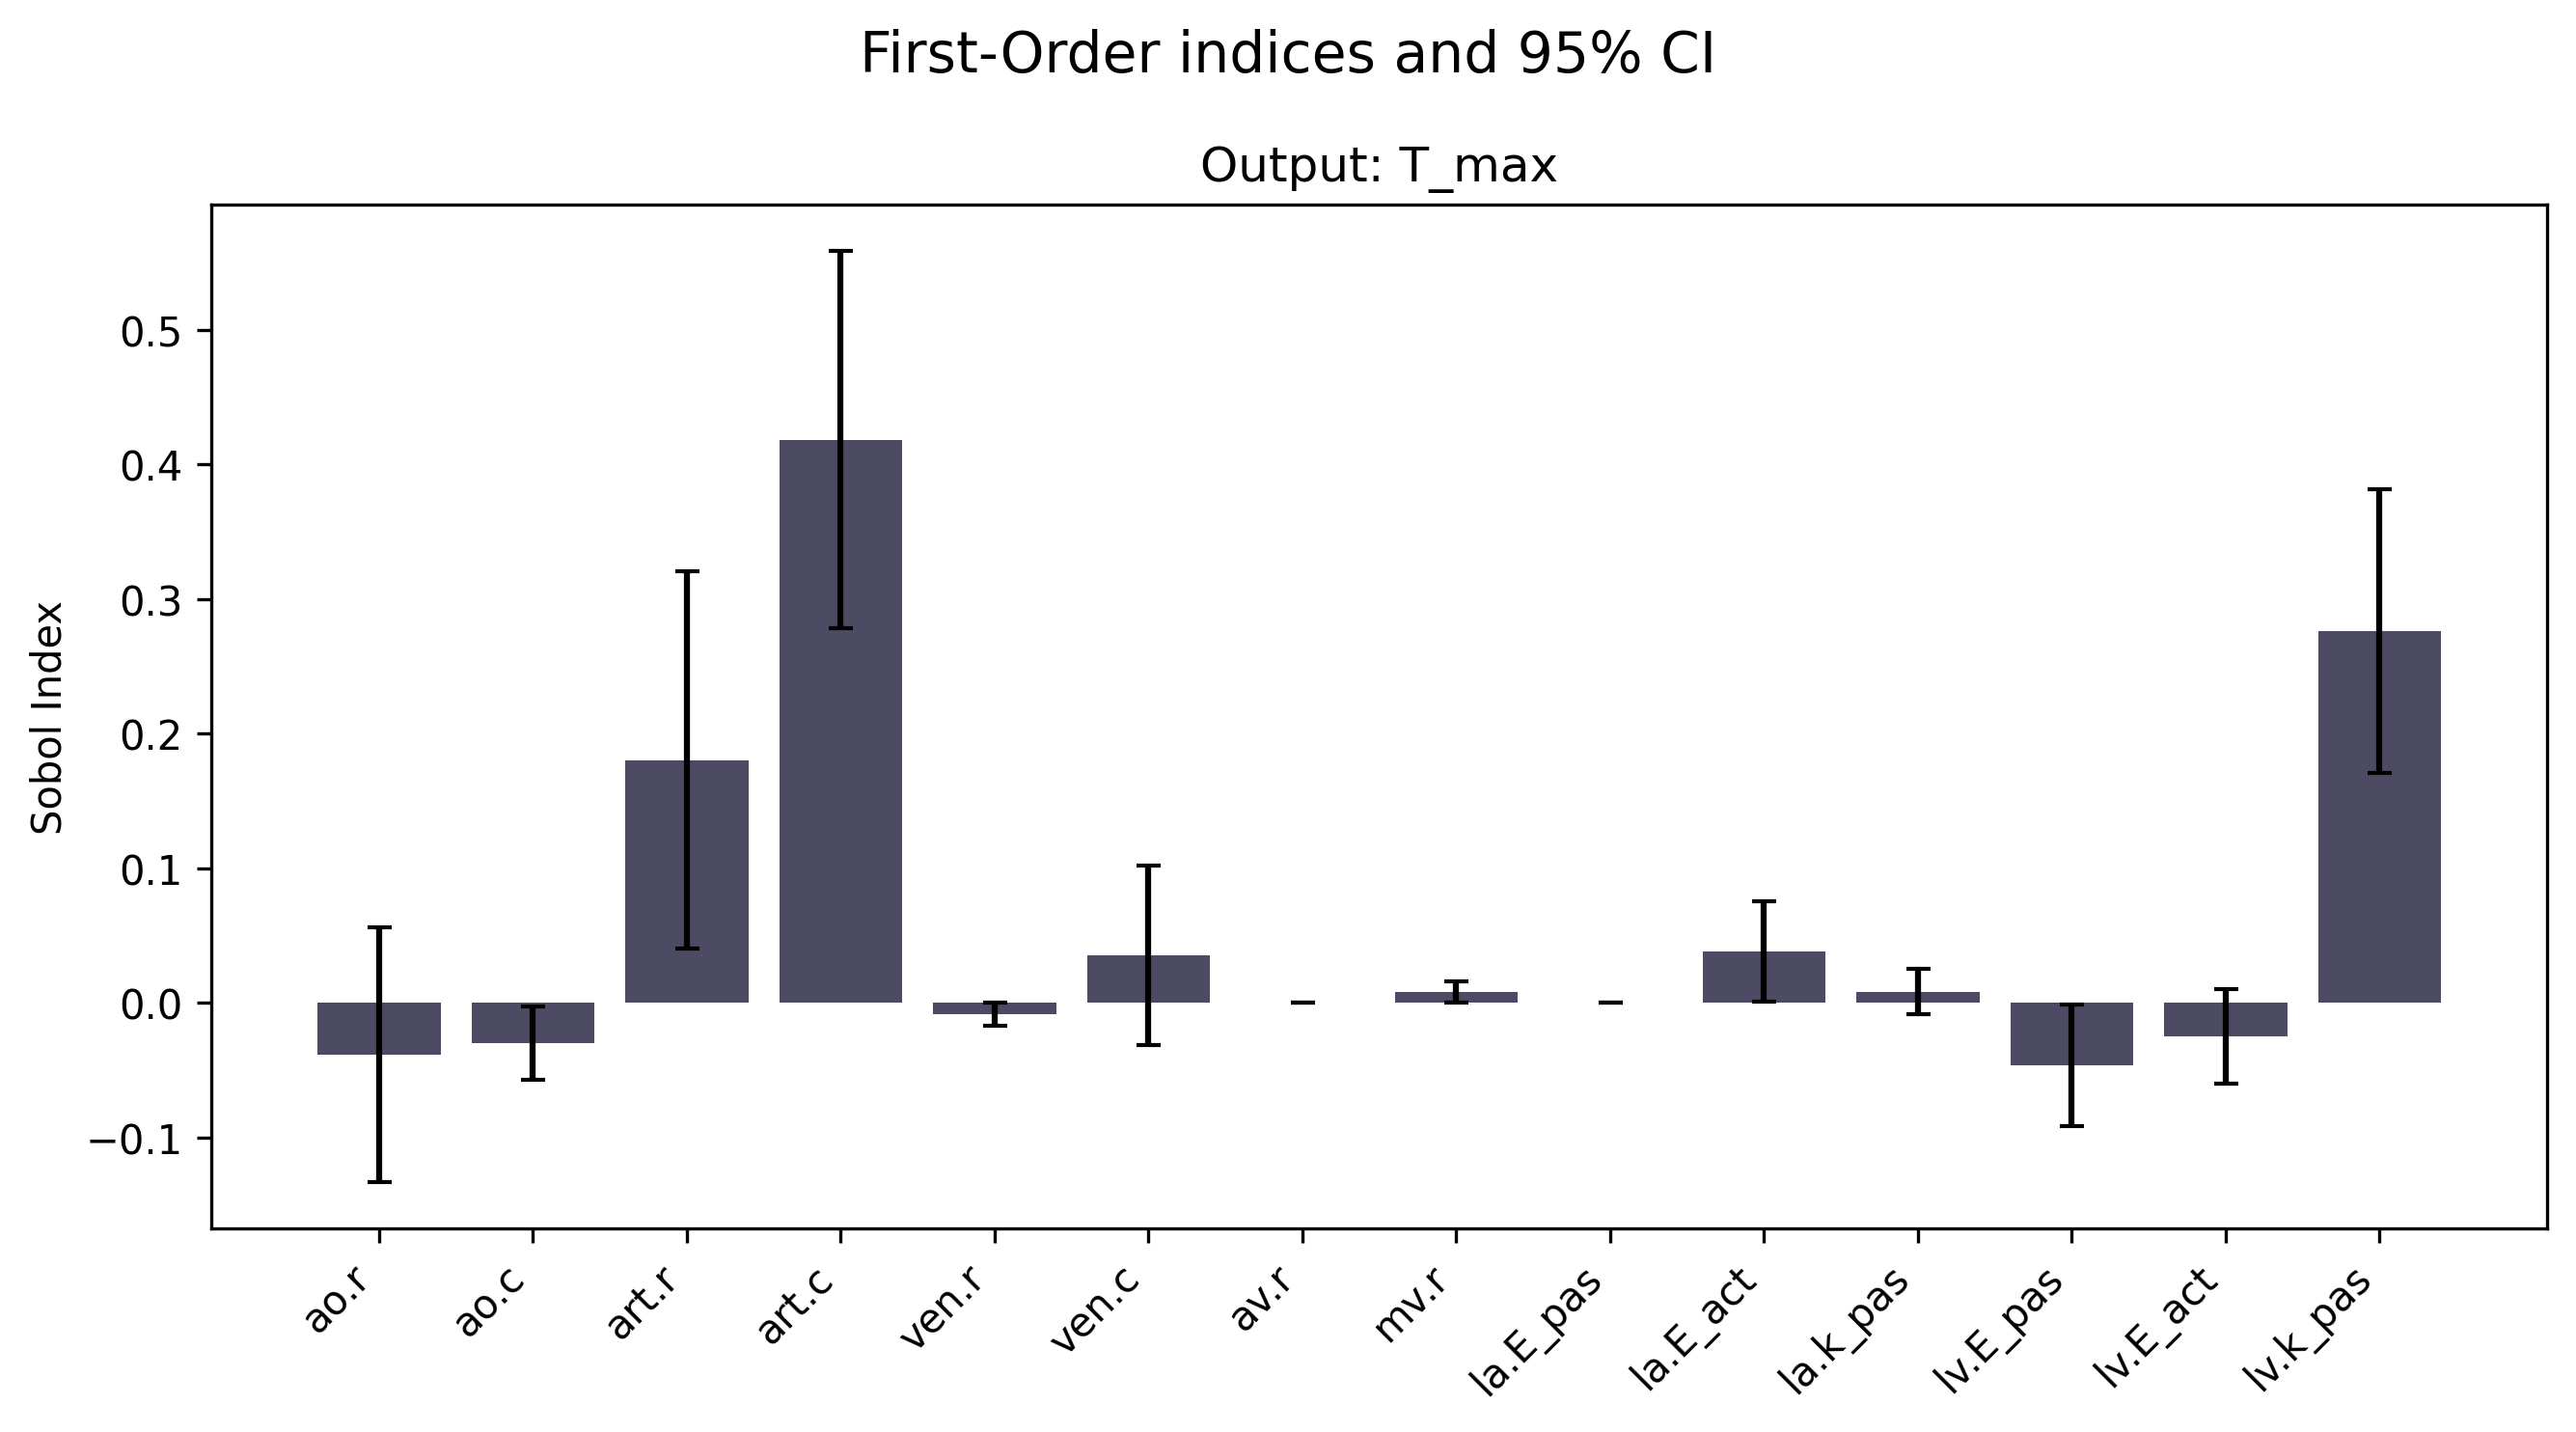 First-Order indices and 95% CI
Output: T_max
Sobol Index
0.5
0.4
0.3
0.2
0.1
0.0
−0.1
ao.r
ao.c
art.r
art.c
ven.r
ven.c
av.r
mv.r
la.E_pas
la.E_act
la.k_pas
lv.E_pas
lv.E_act
lv.k_pas